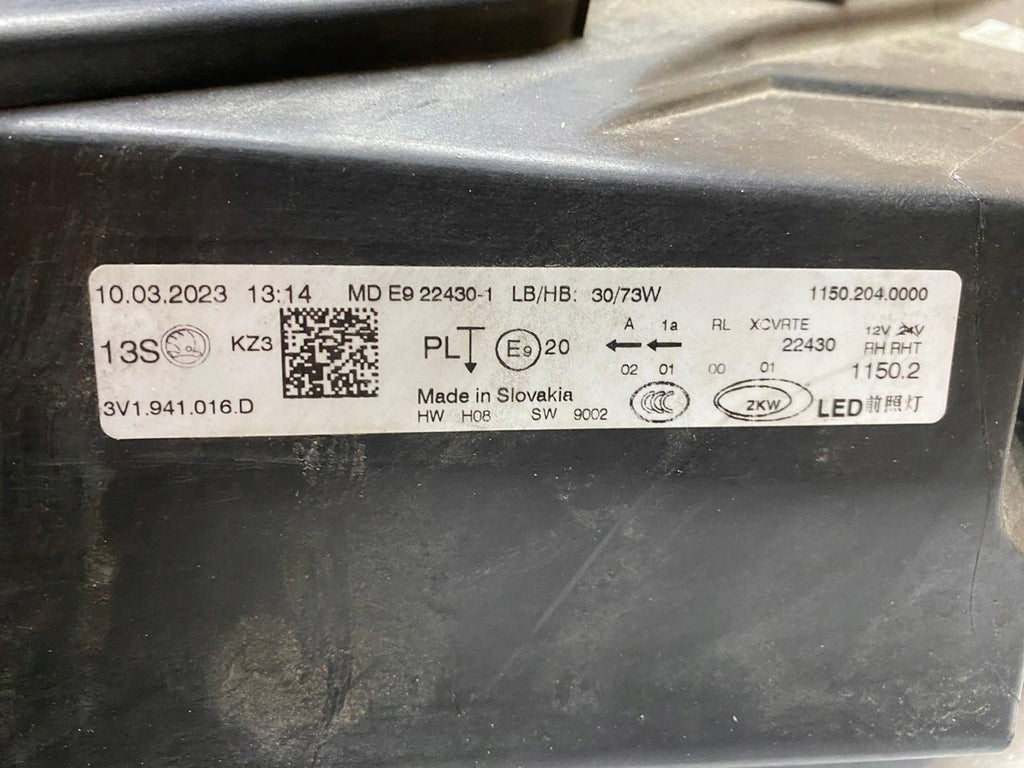 10.03.2023 13:14 MD E9 22430-1 LB/HB: 30/73W 1150.204.0000
13S KZ3 PL E9 20 A 1a RL XCVRTE 12V 24V
22430 RH RHT
02 01 00 01 1150.2
3V1.941.016.D Made in Slovakia CCC ZKW LED前照灯
HW H08 SW 9002